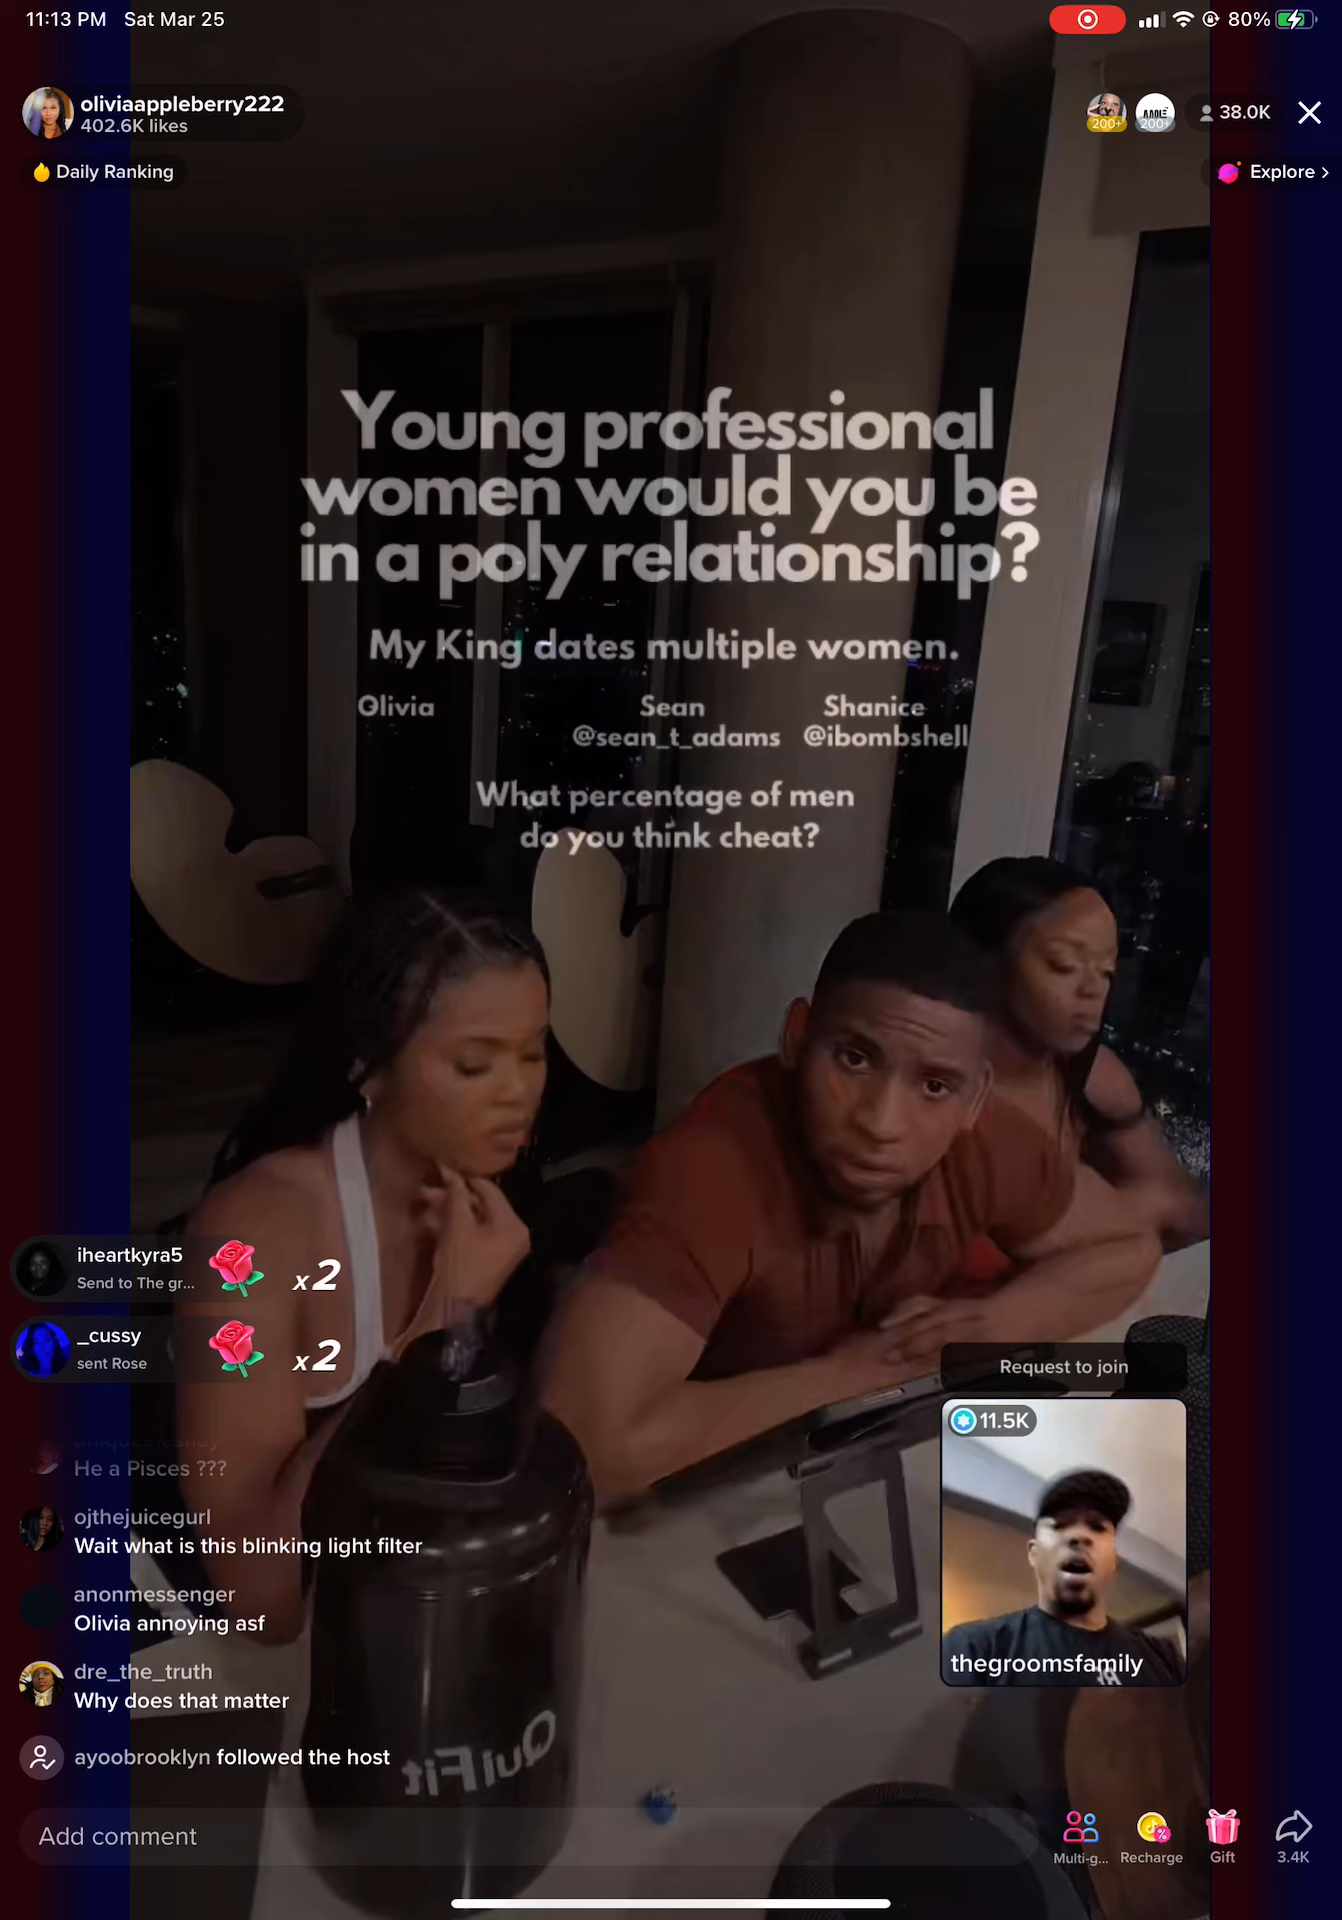 11:13 PM Sat Mar 25
80%
oliviaappleberry222
402.6K likes
200+
200+
38.0K
Daily Ranking
Explore >
Young professional
women would you be
in a poly relationship?
My King dates multiple women.
Olivia Sean Shanice
@sean_t_adams @ibombshell
What percentage of men
do you think cheat?
iheartkyra5
Send to The gr...
x2
_cussy
sent Rose
x2
Request to join
11.5K
thegroomsfamily
He a Pisces ???
ojthejuicegurl
Wait what is this blinking light filter
anonmessenger
Olivia annoying asf
dre_the_truth
Why does that matter
ayoobrooklyn followed the host
QuiFit
Add comment
Multi-g...
Recharge
Gift
3.4K